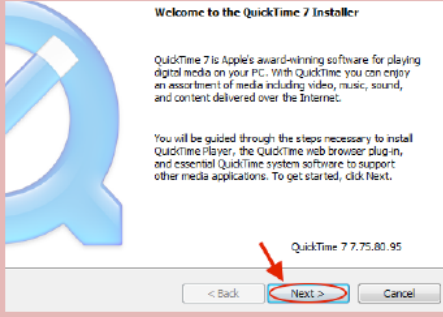 Welcome to the QuickTime 7 Installer
QuickTime 7 is Apple's award-winning software for playing
digital media on your PC. With QuickTime you can enjoy
an assortment of media including video, music, sound,
and content delivered over the Internet.
You will be guided through the steps necessary to install
QuickTime Player, the QuickTime web browser plug-in,
and essential QuickTime system software to support
other media applications. To get started, click Next.
QuickTime 7 7.75.80.95
< Back Next > Cancel